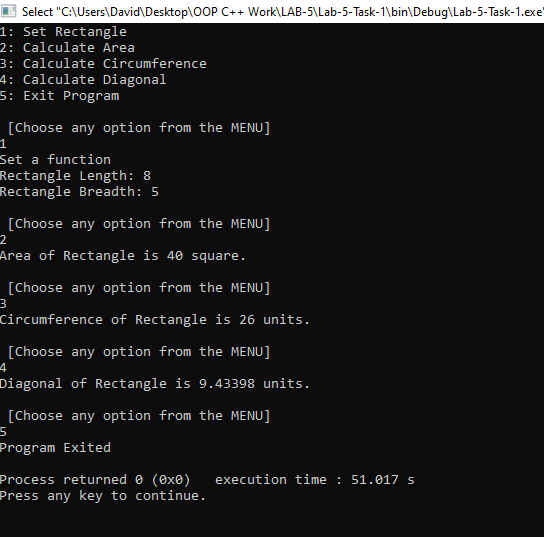 Select "C:\Users\David\Desktop\OOP C++ Work\LAB-5\Lab-5-Task-1\bin\Debug\Lab-5-Task-1.exe"
1: Set Rectangle
2: Calculate Area
3: Calculate Circumference
4: Calculate Diagonal
5: Exit Program
[Choose any option from the MENU]
1
Set a function
Rectangle Length: 8
Rectangle Breadth: 5
[Choose any option from the MENU]
2
Area of Rectangle is 40 square.
[Choose any option from the MENU]
3
Circumference of Rectangle is 26 units.
[Choose any option from the MENU]
4
Diagonal of Rectangle is 9.43398 units.
[Choose any option from the MENU]
5
Program Exited
Process returned 0 (0x0)   execution time : 51.017 s
Press any key to continue.